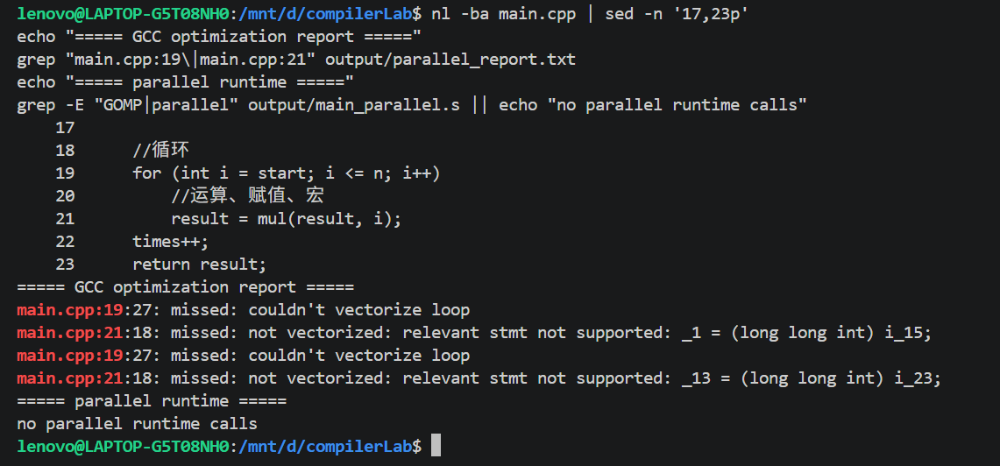 lenovo@LAPTOP-G5T08NH0:/mnt/d/compilerLab$ nl -ba main.cpp | sed -n '17,23p'
echo "===== GCC optimization report ====="
grep "main.cpp:19\|main.cpp:21" output/parallel_report.txt
echo "===== parallel runtime ====="
grep -E "GOMP|parallel" output/main_parallel.s || echo "no parallel runtime calls"
    17
    18      //循环
    19      for (int i = start; i <= n; i++)
    20          //运算、赋值、宏
    21          result = mul(result, i);
    22      times++;
    23      return result;
===== GCC optimization report =====
main.cpp:19:27: missed: couldn't vectorize loop
main.cpp:21:18: missed: not vectorized: relevant stmt not supported: _1 = (long long int) i_15;
main.cpp:19:27: missed: couldn't vectorize loop
main.cpp:21:18: missed: not vectorized: relevant stmt not supported: _13 = (long long int) i_23;
===== parallel runtime =====
no parallel runtime calls
lenovo@LAPTOP-G5T08NH0:/mnt/d/compilerLab$